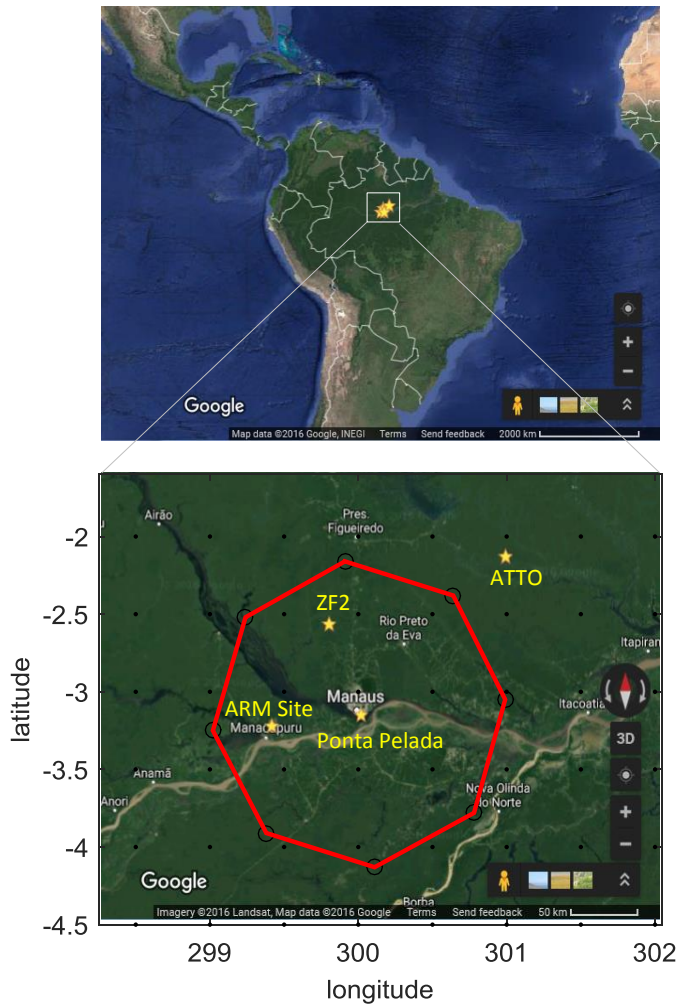 Google
Map data ©2016 Google, INEGI Terms Send feedback 2000 km
Airão
Pres.
Figueiredo
-2
ATTO
-2.5
ZF2
Rio Preto
da Eva
Itapiran
-3
Manaus
Itacoatia
ARM Site
Manacapuru
Ponta Pelada
3D
latitude
-3.5
Anamã
Anori
Nova Olinda
do Norte
-4
Google
Borba
Imagery ©2016 Landsat, Map data ©2016 Google Terms Send feedback 50 km
-4.5
299 300 301 302
longitude